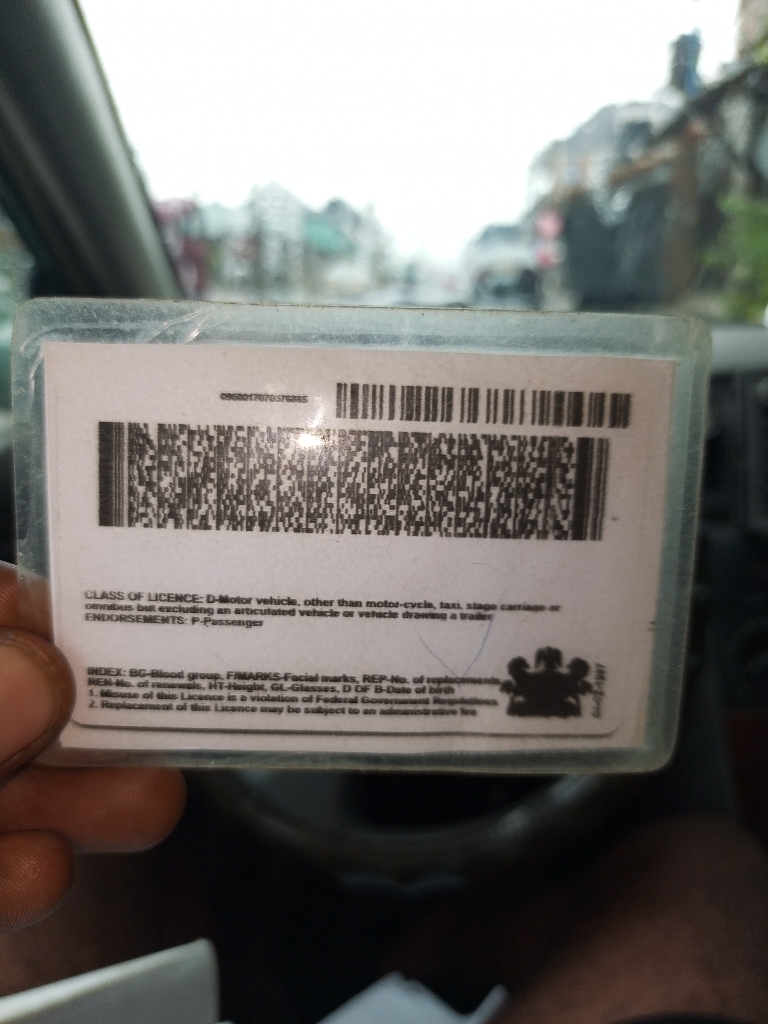 CLASS OF LICENCE: D-Motor vehicle, other than motor-cycle, taxi, stage carriage or
omnibus but excluding an articulated vehicle or vehicle drawing a trailer
ENDORSEMENTS: P-Passenger
INDEX: BG-Blood group, F/MARKS-Facial marks, REP-No. of replacements,
REN-No. of renewals, HT-Height, GL-Glasses, D OF B-Date of birth
1. Misuse of this Licence is a violation of Federal Government Regulations
2. Replacement of this Licence may be subject to an administrative fee